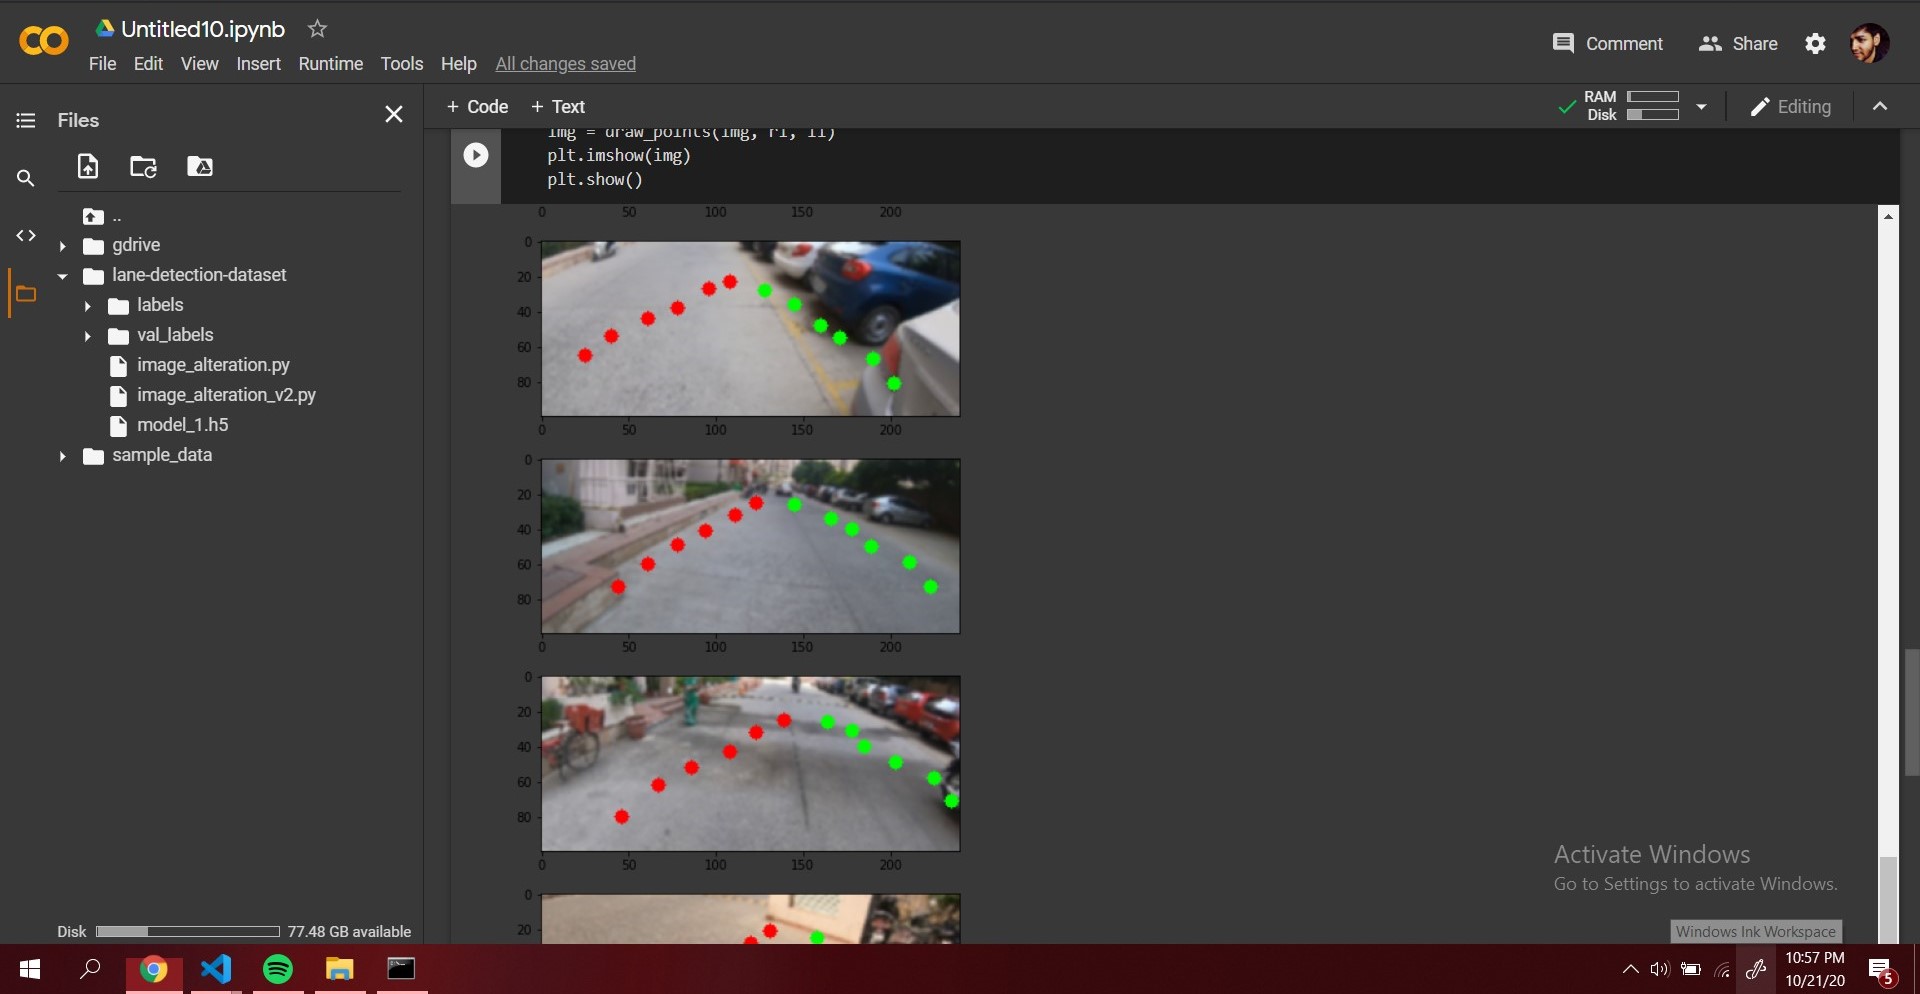 Untitled10.ipynb
File Edit View Insert Runtime Tools Help All changes saved
Comment Share
Files
+ Code + Text
RAM
Disk
Editing
img = draw_points(img, rl, ll)
plt.imshow(img)
plt.show()
..
gdrive
lane-detection-dataset
labels
val_labels
image_alteration.py
image_alteration_v2.py
model_1.h5
sample_data
0 50 100 150 200
0
20
40
60
80
0 50 100 150 200
0
20
40
60
80
0 50 100 150 200
0
20
40
60
80
0 50 100 150 200
0
20
Activate Windows
Go to Settings to activate Windows.
Disk 77.48 GB available
Windows Ink Workspace
10:57 PM
10/21/20
5